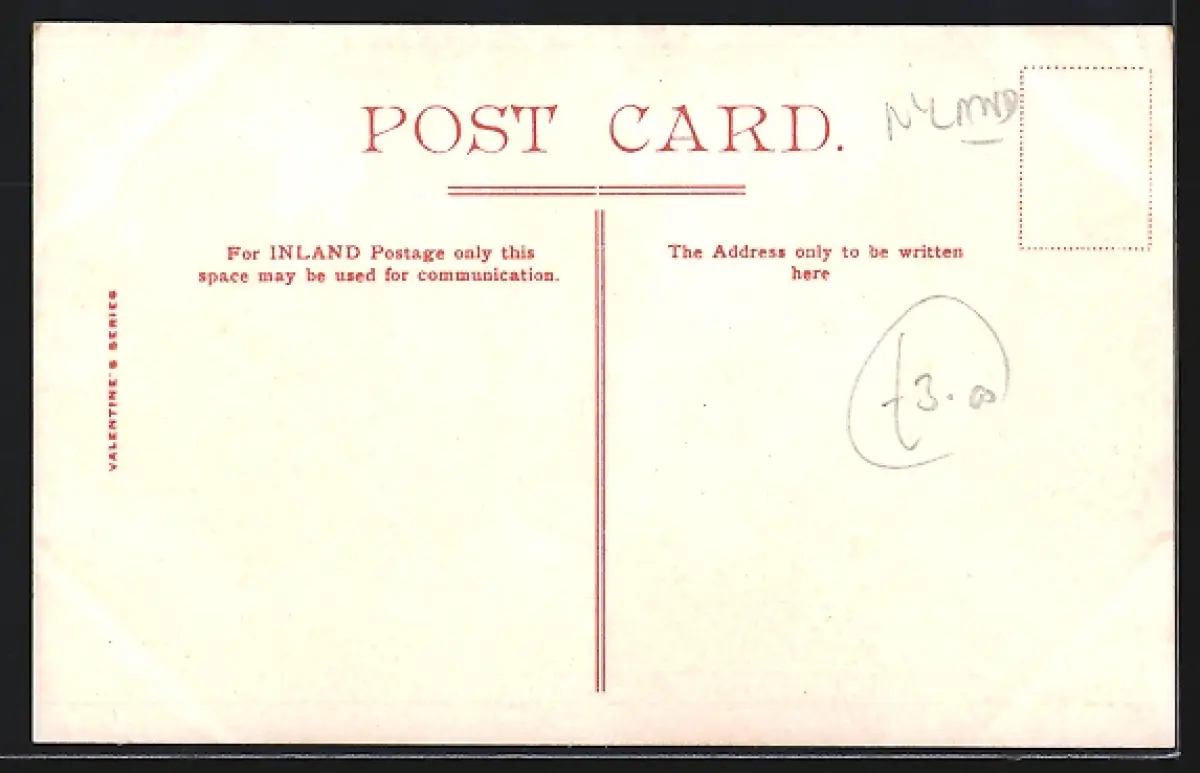 POST CARD.
NYLAND
For INLAND Postage only this
space may be used for communication.
The Address only to be written
here
VALENTINE'S SERIES
£3.00